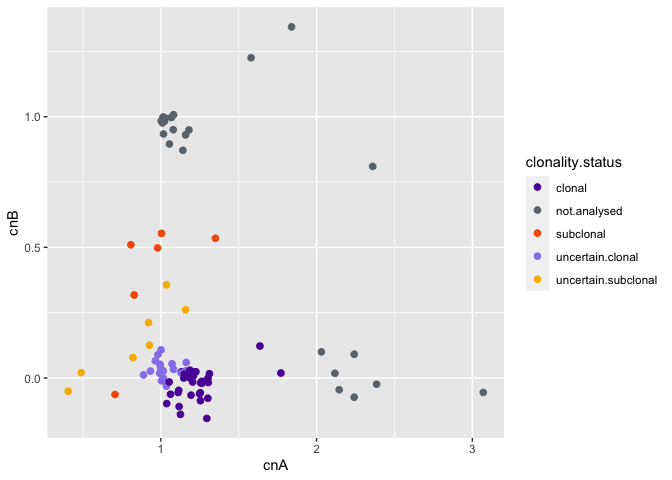 1.0
0.5
0.0
cnB
1
2
3
cnA
clonality.status
clonal
not.analysed
subclonal
uncertain.clonal
uncertain.subclonal